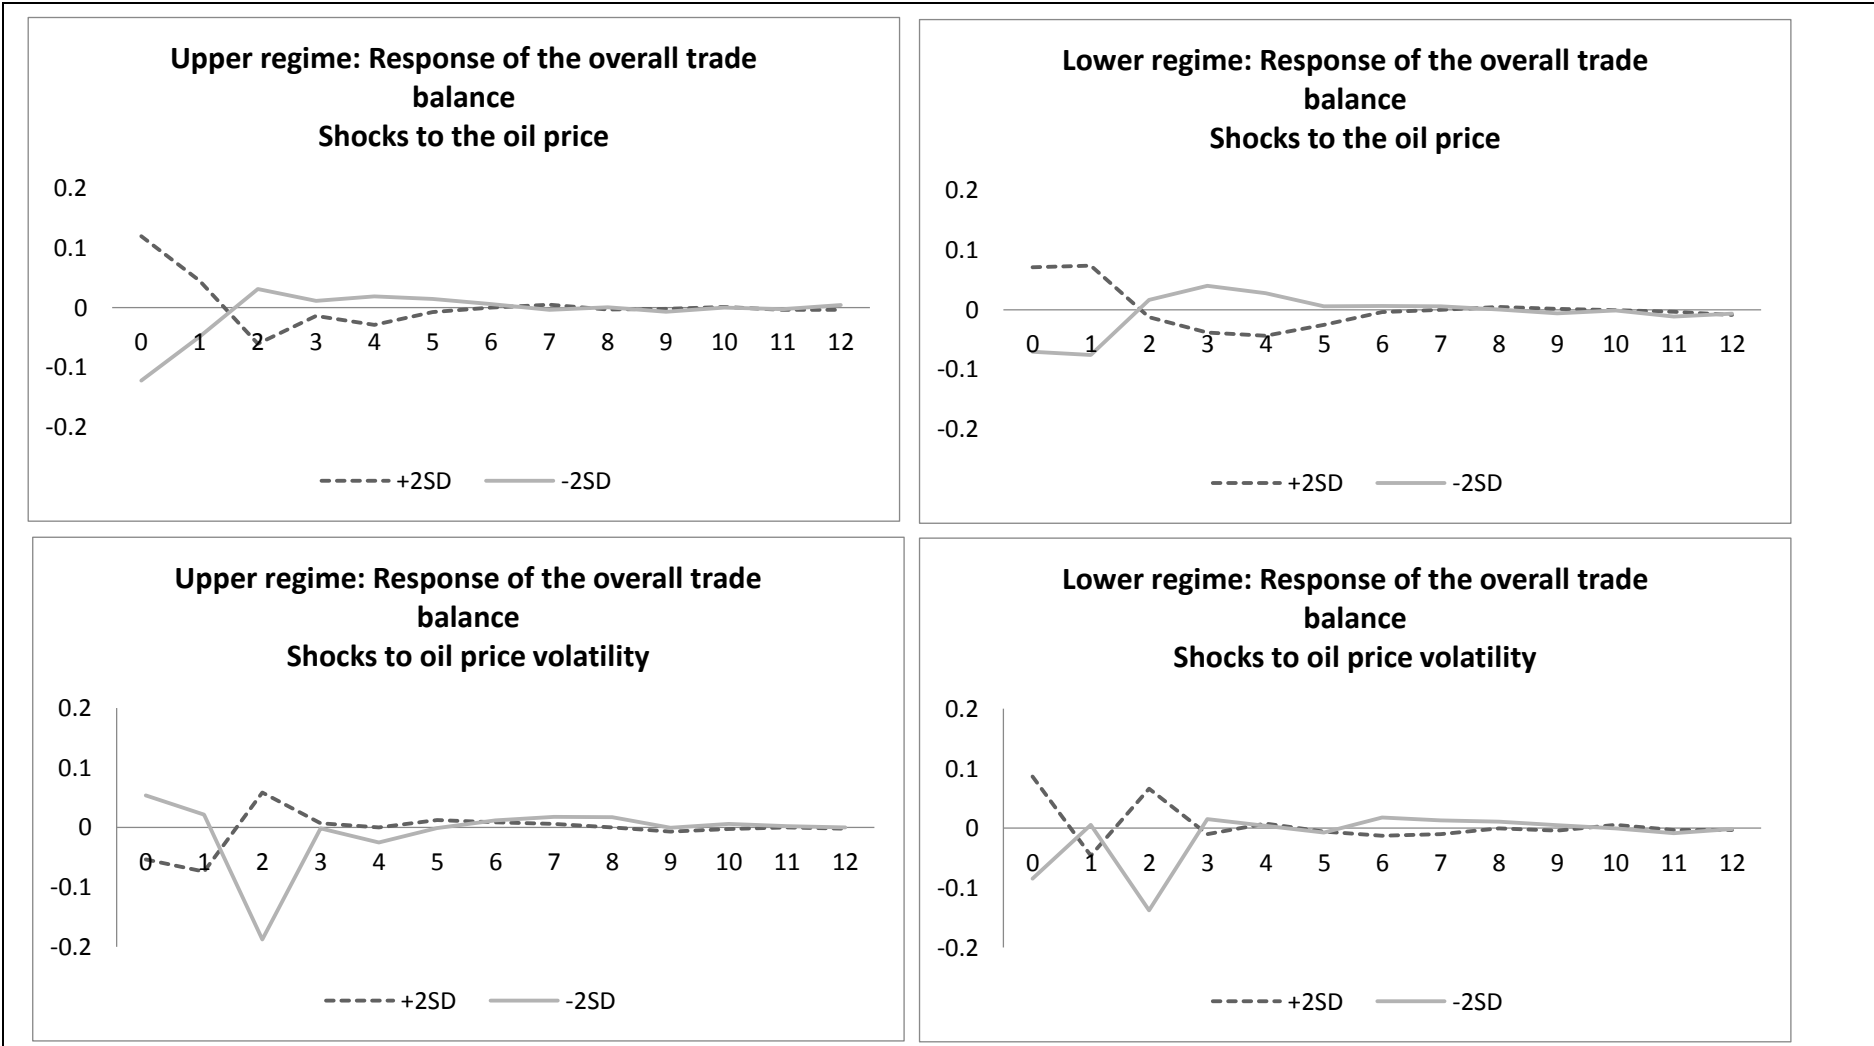 Upper regime: Response of the overall trade
balance
Shocks to the oil price
0.2
0.1
0
-0.1
-0.2
0 1 2 3 4 5 6 7 8 9 10 11 12
+2SD -2SD
Lower regime: Response of the overall trade
balance
Shocks to the oil price
0.2
0.1
0
-0.1
-0.2
0 1 2 3 4 5 6 7 8 9 10 11 12
+2SD -2SD
Upper regime: Response of the overall trade
balance
Shocks to oil price volatility
0.2
0.1
0
-0.1
-0.2
0 1 2 3 4 5 6 7 8 9 10 11 12
+2SD -2SD
Lower regime: Response of the overall trade
balance
Shocks to oil price volatility
0.2
0.1
0
-0.1
-0.2
0 1 2 3 4 5 6 7 8 9 10 11 12
+2SD -2SD